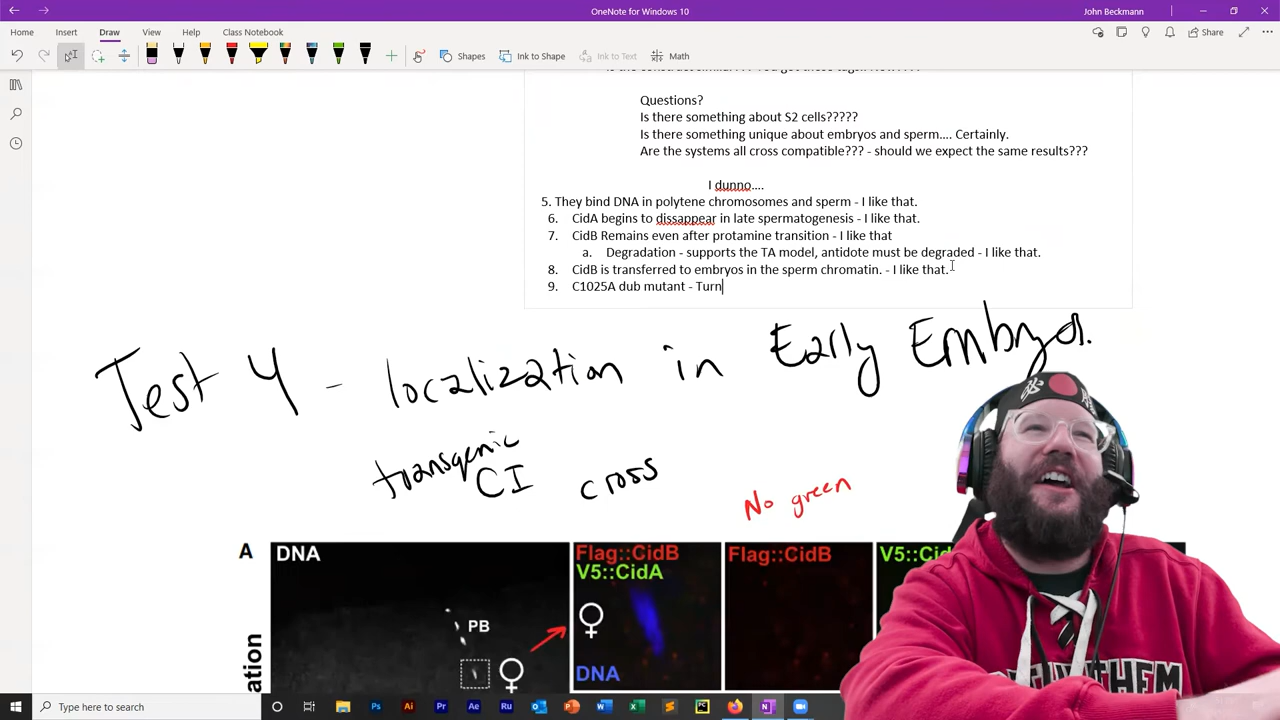 OneNote for Windows 10
John Beckmann
Home Insert Draw View Help Class Notebook
Share
Shapes Ink to Shape Ink to Text Math
Questions?
Is there something about S2 cells?????
Is there something unique about embryos and sperm.... Certainly.
Are the systems all cross compatible??? - should we expect the same results???
I dunno....
5. They bind DNA in polytene chromosomes and sperm - I like that.
6. CidA begins to dissappear in late spermatogenesis - I like that.
7. CidB Remains even after protamine transition - I like that
a. Degradation - supports the TA model, antidote must be degraded - I like that.
8. CidB is transferred to embryos in the sperm chromatin. - I like that.
9. C1025A dub mutant - Turn
Test 4 - localization in Early Embryo.
transgenic
CI cross
No green
A DNA
Flag::CidB
V5::CidA
Flag::CidB
PB
♀
♀
DNA
Type here to search